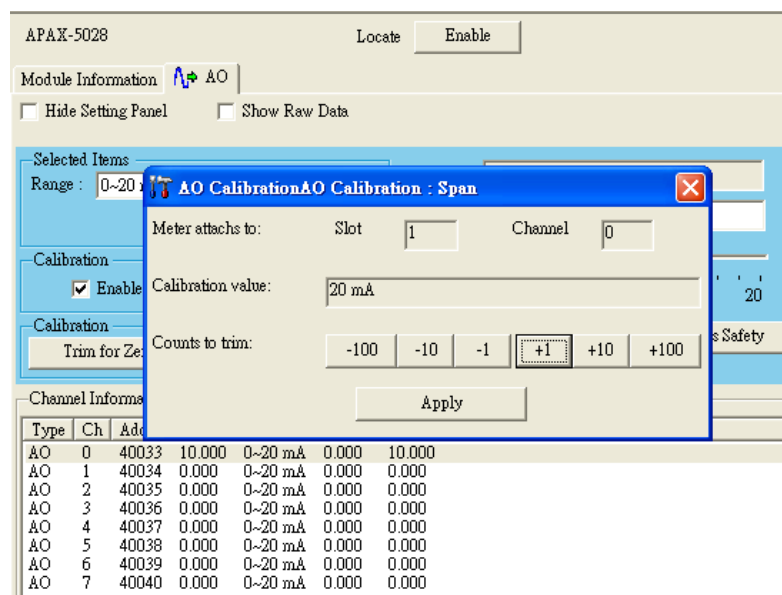 APAX-5028 Locate Enable
Module Information AO
Hide Setting Panel Show Raw Data
Selected Items
Range : 0~20
AO CalibrationAO Calibration : Span
Meter attachs to: Slot 1 Channel 0
Calibration
Enable
Calibration value: 20 mA
20
Calibration
Trim for Ze
Counts to trim: -100 -10 -1 +1 +10 +100
s Safety
Apply
Channel Informa
Type Ch Add
AO 0 40033 10.000 0~20 mA 0.000 10.000
AO 1 40034 0.000 0~20 mA 0.000 0.000
AO 2 40035 0.000 0~20 mA 0.000 0.000
AO 3 40036 0.000 0~20 mA 0.000 0.000
AO 4 40037 0.000 0~20 mA 0.000 0.000
AO 5 40038 0.000 0~20 mA 0.000 0.000
AO 6 40039 0.000 0~20 mA 0.000 0.000
AO 7 40040 0.000 0~20 mA 0.000 0.000